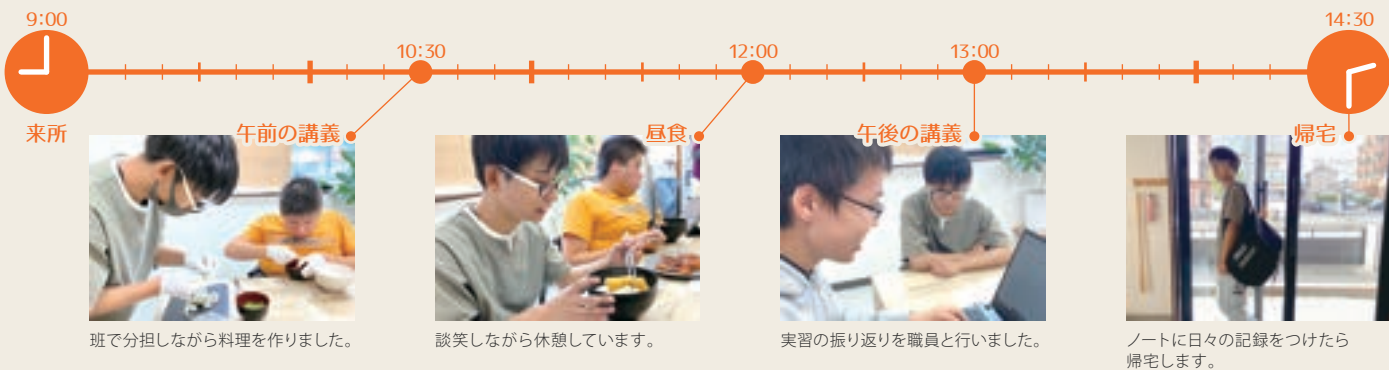 9:00
14:30
10:30
12:00
13:00
来所
午前の講義
昼食
午後の講義
帰宅
班で分担しながら料理を作りました。
談笑しながら休憩しています。
実習の振り返りを職員と行いました。
ノートに日々の記録をつけたら
帰宅します。